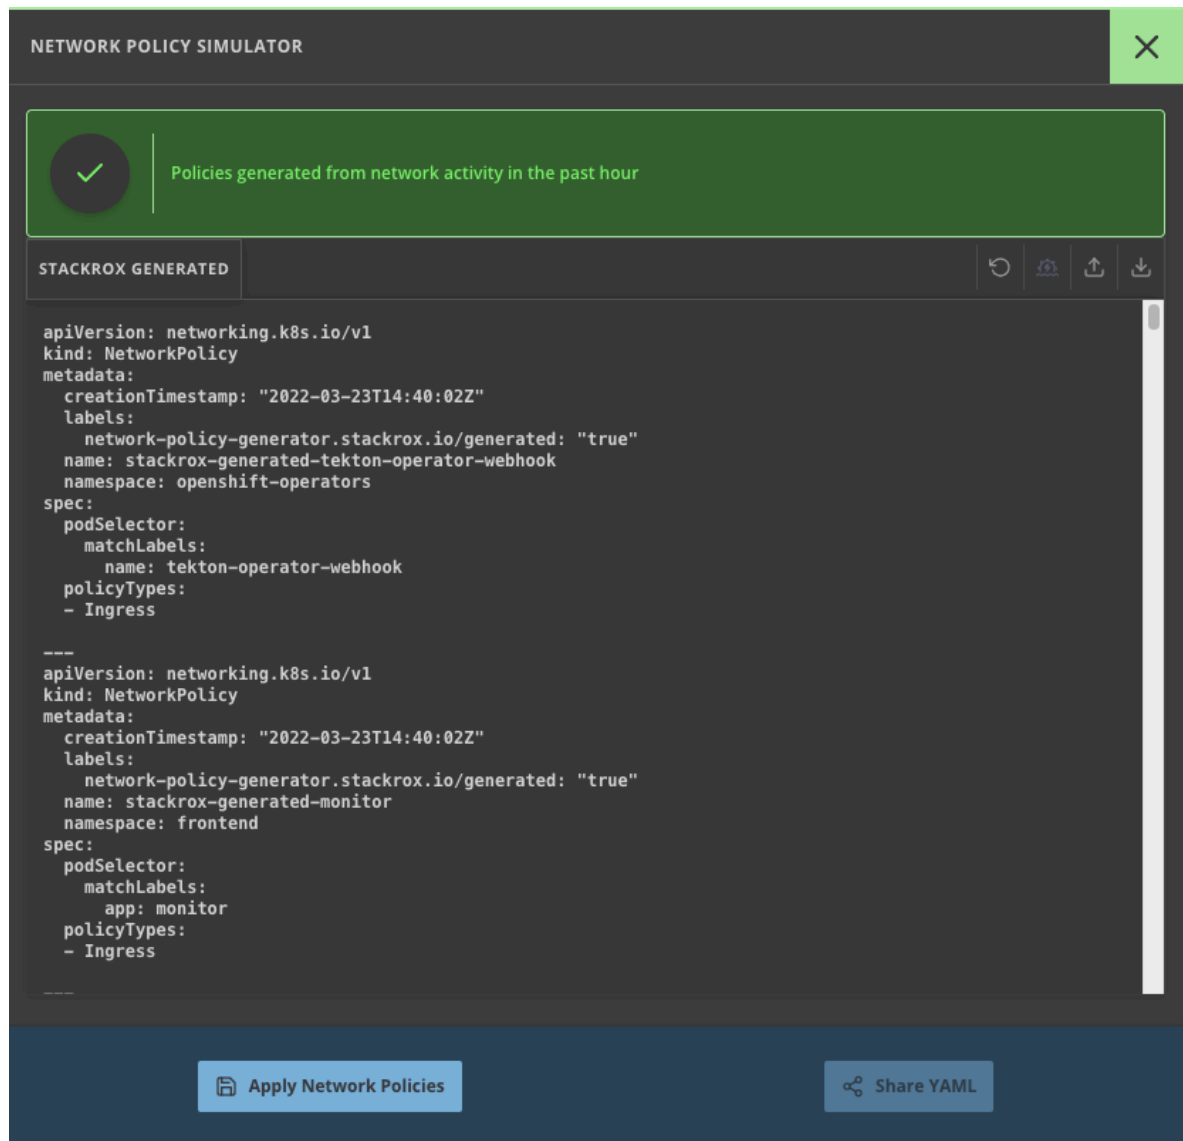 NETWORK POLICY SIMULATOR
Policies generated from network activity in the past hour
STACKROX GENERATED
apiVersion: networking.k8s.io/v1
kind: NetworkPolicy
metadata:
  creationTimestamp: "2022-03-23T14:40:02Z"
  labels:
    network-policy-generator.stackrox.io/generated: "true"
  name: stackrox-generated-tekton-operator-webhook
  namespace: openshift-operators
spec:
  podSelector:
    matchLabels:
      name: tekton-operator-webhook
  policyTypes:
  - Ingress
---
apiVersion: networking.k8s.io/v1
kind: NetworkPolicy
metadata:
  creationTimestamp: "2022-03-23T14:40:02Z"
  labels:
    network-policy-generator.stackrox.io/generated: "true"
  name: stackrox-generated-monitor
  namespace: frontend
spec:
  podSelector:
    matchLabels:
      app: monitor
  policyTypes:
  - Ingress
---
Apply Network Policies
Share YAML